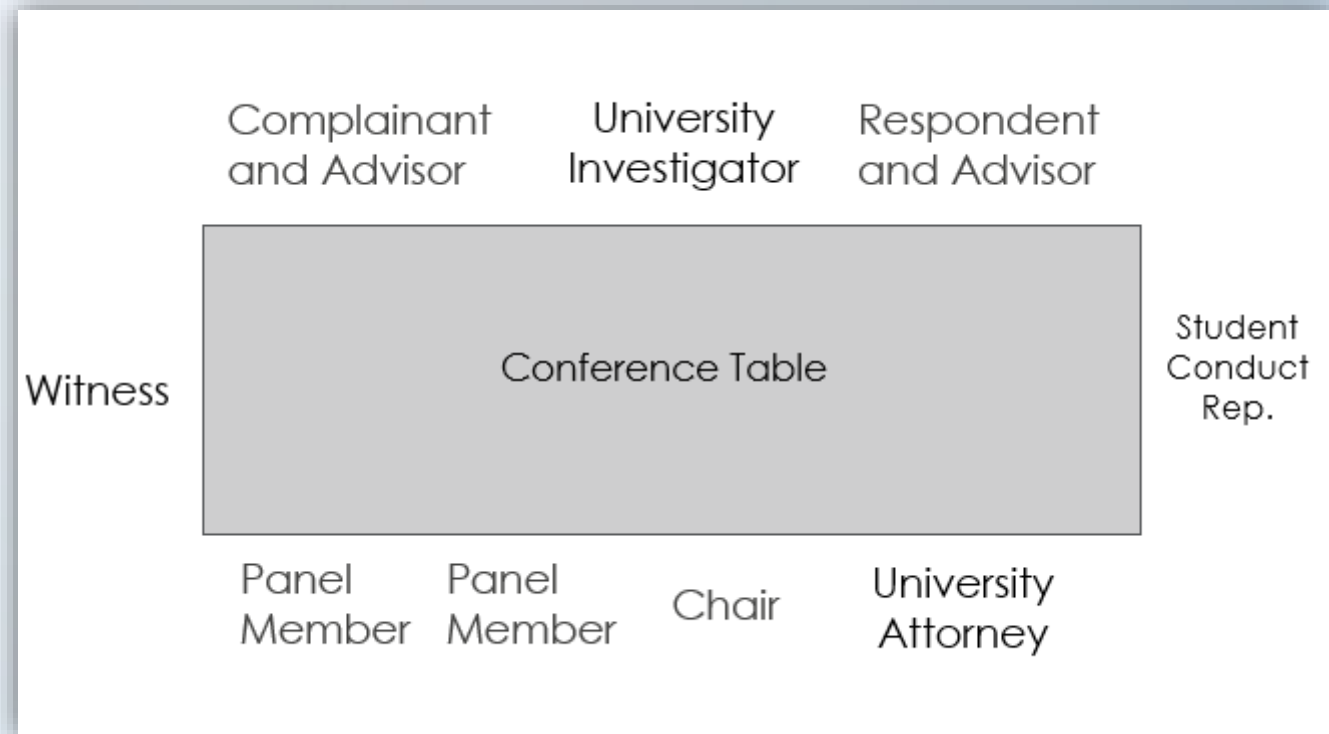 Complainant
and Advisor
University
Investigator
Respondent
and Advisor
Witness
Conference Table
Student
Conduct
Rep.
Panel
Member
Panel
Member
Chair
University
Attorney